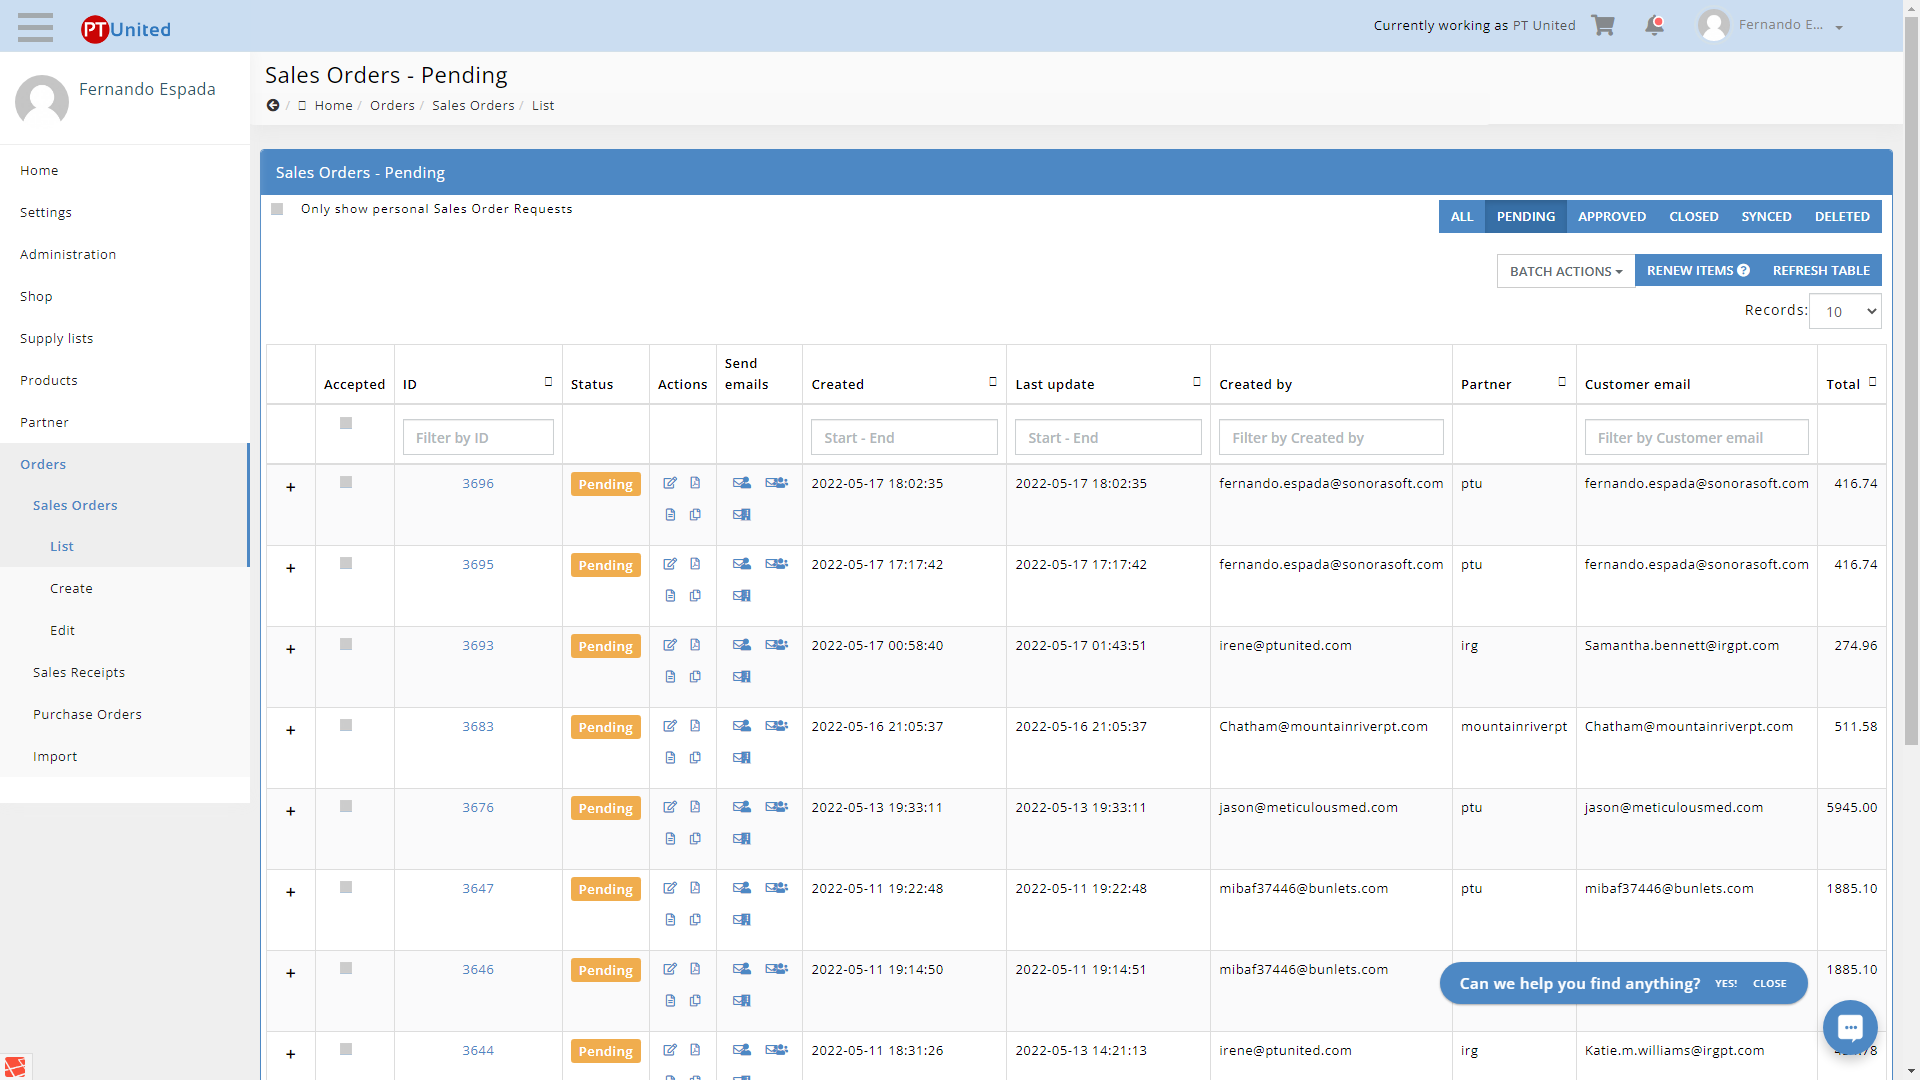 PTUnited
Currently working as PT United
Fernando E...
Fernando Espada
Home
Settings
Administration
Shop
Supply lists
Products
Partner
Orders
Sales Orders
List
Create
Edit
Sales Receipts
Purchase Orders
Import
Sales Orders - Pending
/ Home / Orders / Sales Orders / List
Sales Orders - Pending
Only show personal Sales Order Requests
ALL PENDING APPROVED CLOSED SYNCED DELETED
BATCH ACTIONS RENEW ITEMS ? REFRESH TABLE
Records: 10
Accepted ID Status Actions Send emails Created Last update Created by Partner Customer email Total
Filter by ID Start - End Start - End Filter by Created by Filter by Customer email
+ 3696 Pending 2022-05-17 18:02:35 2022-05-17 18:02:35 fernando.espada@sonorasoft.com ptu fernando.espada@sonorasoft.com 416.74
+ 3695 Pending 2022-05-17 17:17:42 2022-05-17 17:17:42 fernando.espada@sonorasoft.com ptu fernando.espada@sonorasoft.com 416.74
+ 3693 Pending 2022-05-17 00:58:40 2022-05-17 01:43:51 irene@ptunited.com irg Samantha.bennett@irgpt.com 274.96
+ 3683 Pending 2022-05-16 21:05:37 2022-05-16 21:05:37 Chatham@mountainriverpt.com mountainriverpt Chatham@mountainriverpt.com 511.58
+ 3676 Pending 2022-05-13 19:33:11 2022-05-13 19:33:11 jason@meticulousmed.com ptu jason@meticulousmed.com 5945.00
+ 3647 Pending 2022-05-11 19:22:48 2022-05-11 19:22:48 mibaf37446@bunlets.com ptu mibaf37446@bunlets.com 1885.10
+ 3646 Pending 2022-05-11 19:14:50 2022-05-11 19:14:51 mibaf37446@bunlets.com 1885.10
Can we help you find anything? YES! CLOSE
+ 3644 Pending 2022-05-11 18:31:26 2022-05-13 14:21:13 irene@ptunited.com irg Katie.m.williams@irgpt.com